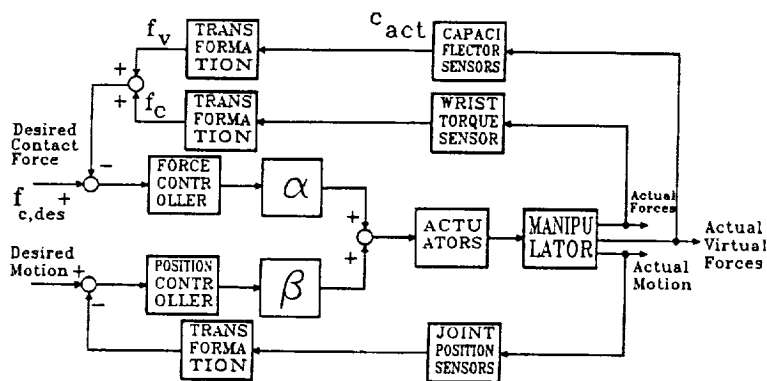 f_v
TRANS
FORMA
TION
c_act
CAPACI
FLECTOR
SENSORS
+
+
f_c
TRANS
FORMA
TION
WRIST
TORQUE
SENSOR
Desired
Contact
Force
−
+
f_c,des
FORCE
CONTR
OLLER
α
+
+
ACTU
ATORS
MANIPU
LATOR
Actual
Forces
Actual
Virtual
Forces
Actual
Motion
Desired
Motion
+
−
POSITION
CONTR
OLLER
β
TRANS
FORMA
TION
JOINT
POSITION
SENSORS